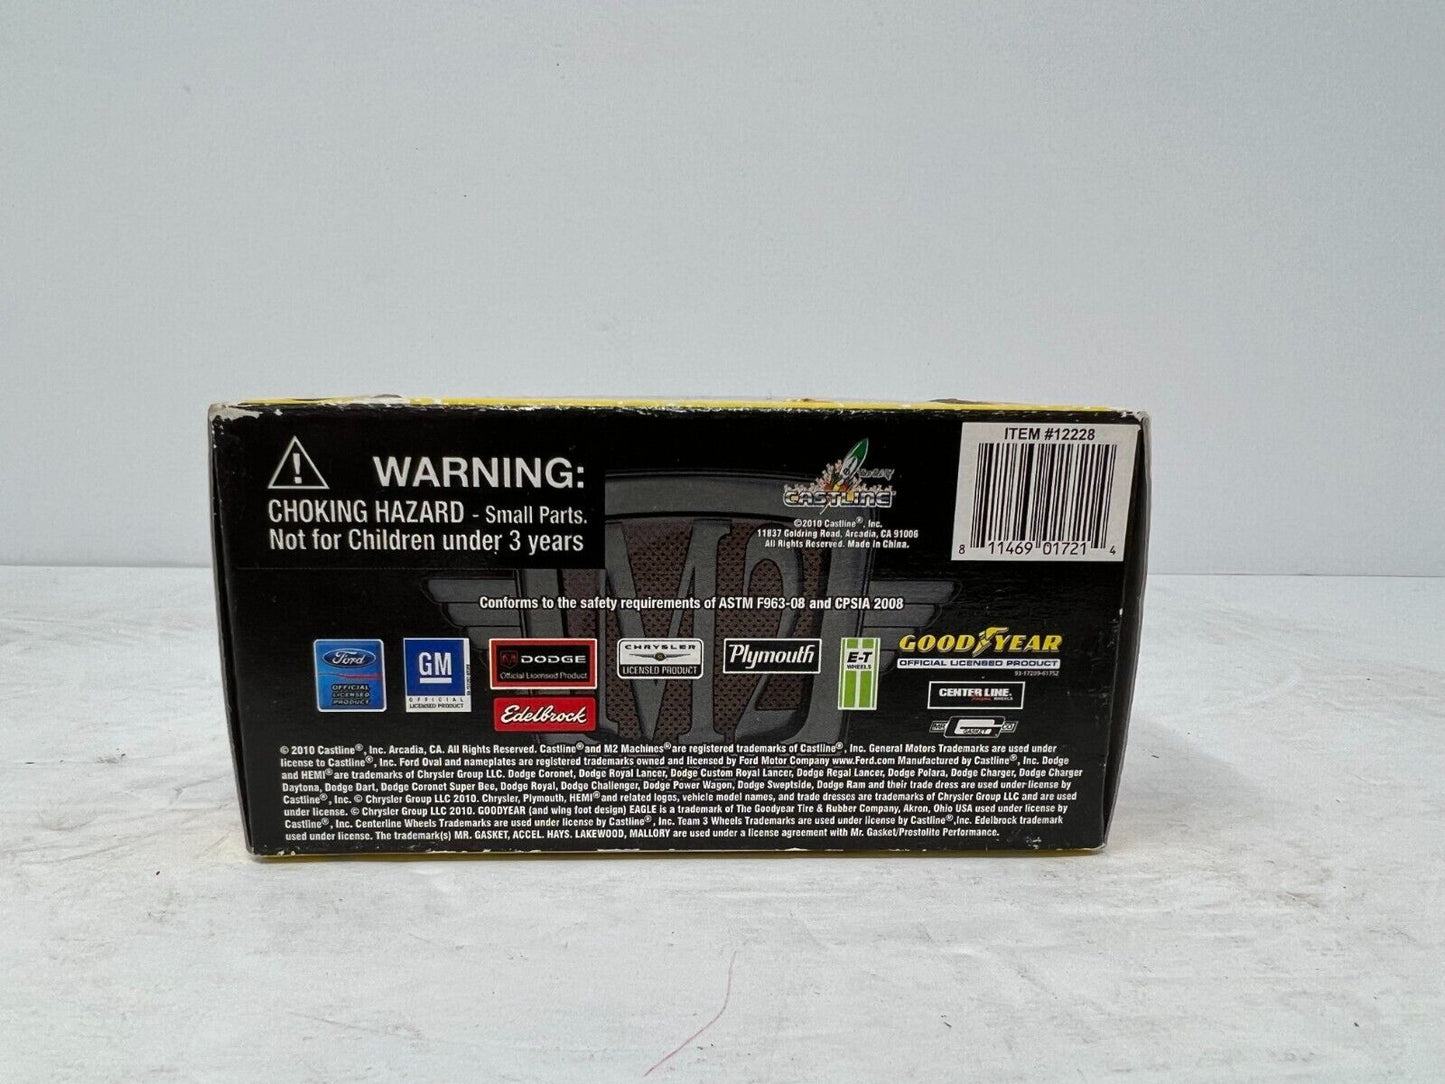 WARNING:
CHOKING HAZARD - Small Parts.
Not for Children under 3 years
CASTLINE
©2010 Castline®, Inc.
11837 Goldring Road, Arcadia, CA 91006
All Rights Reserved. Made in China.
ITEM #12228
8 11469 01721 4
M2
Conforms to the safety requirements of ASTM F963-08 and CPSIA 2008
Ford
OFFICIAL
LICENSED
PRODUCT
GM
OFFICIAL
LICENSED PRODUCT
DODGE
Official Licensed Product
Edelbrock
CHRYSLER
LICENSED PRODUCT
Plymouth
E-T
WHEELS
GOODYEAR
OFFICIAL LICENSED PRODUCT
CENTER LINE
WHEELS
MR
GASKET
CO
© 2010 Castline®, Inc. Arcadia, CA. All Rights Reserved. Castline® and M2 Machines® are registered trademarks of Castline®, Inc. General Motors Trademarks are used under
license to Castline®, Inc. Ford Oval and nameplates are registered trademarks owned and licensed by Ford Motor Company www.Ford.com Manufactured by Castline®, Inc. Dodge
and HEMI® are trademarks of Chrysler Group LLC. Dodge Coronet, Dodge Royal Lancer, Dodge Custom Royal Lancer, Dodge Regal Lancer, Dodge Polara, Dodge Charger, Dodge Charger
Daytona, Dodge Dart, Dodge Coronet Super Bee, Dodge Royal, Dodge Challenger, Dodge Power Wagon, Dodge Sweptside, Dodge Ram and their trade dress are used under license by
Castline®, Inc. © Chrysler Group LLC 2010. Chrysler, Plymouth, HEMI® and related logos, vehicle model names, and trade dresses are trademarks of Chrysler Group LLC and are used
under license. © Chrysler Group LLC 2010. GOODYEAR (and wing foot design) EAGLE is a trademark of The Goodyear Tire & Rubber Company, Akron, Ohio USA used under license by
Castline®, Inc. Centerline Wheels Trademarks are used under license by Castline®, Inc. Team 3 Wheels Trademarks are used under license by Castline®,Inc. Edelbrock trademark
used under license. The trademark(s) MR. GASKET, ACCEL. HAYS. LAKEWOOD, MALLORY are used under a license agreement with Mr. Gasket/Prestolite Performance.